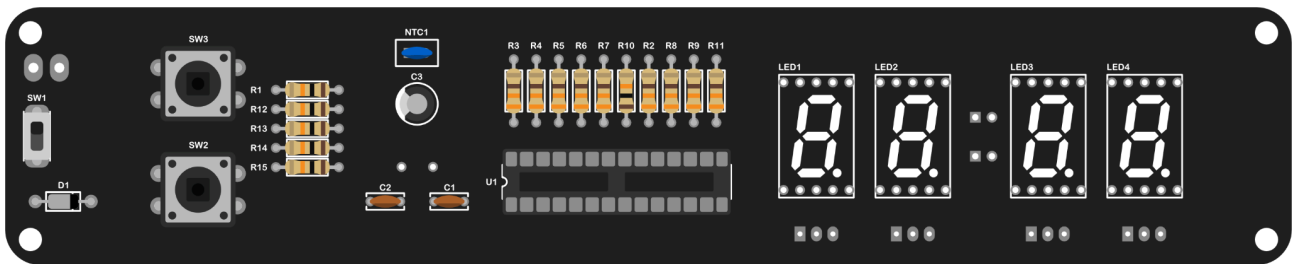 SW3
NTC1
R3 R4 R5 R6 R7 R10 R2 R8 R9 R11
LED1
LED2
LED3
LED4
C3
R1
SW1
R12
R13
R14
SW2
R15
U1
D1
C2
C1